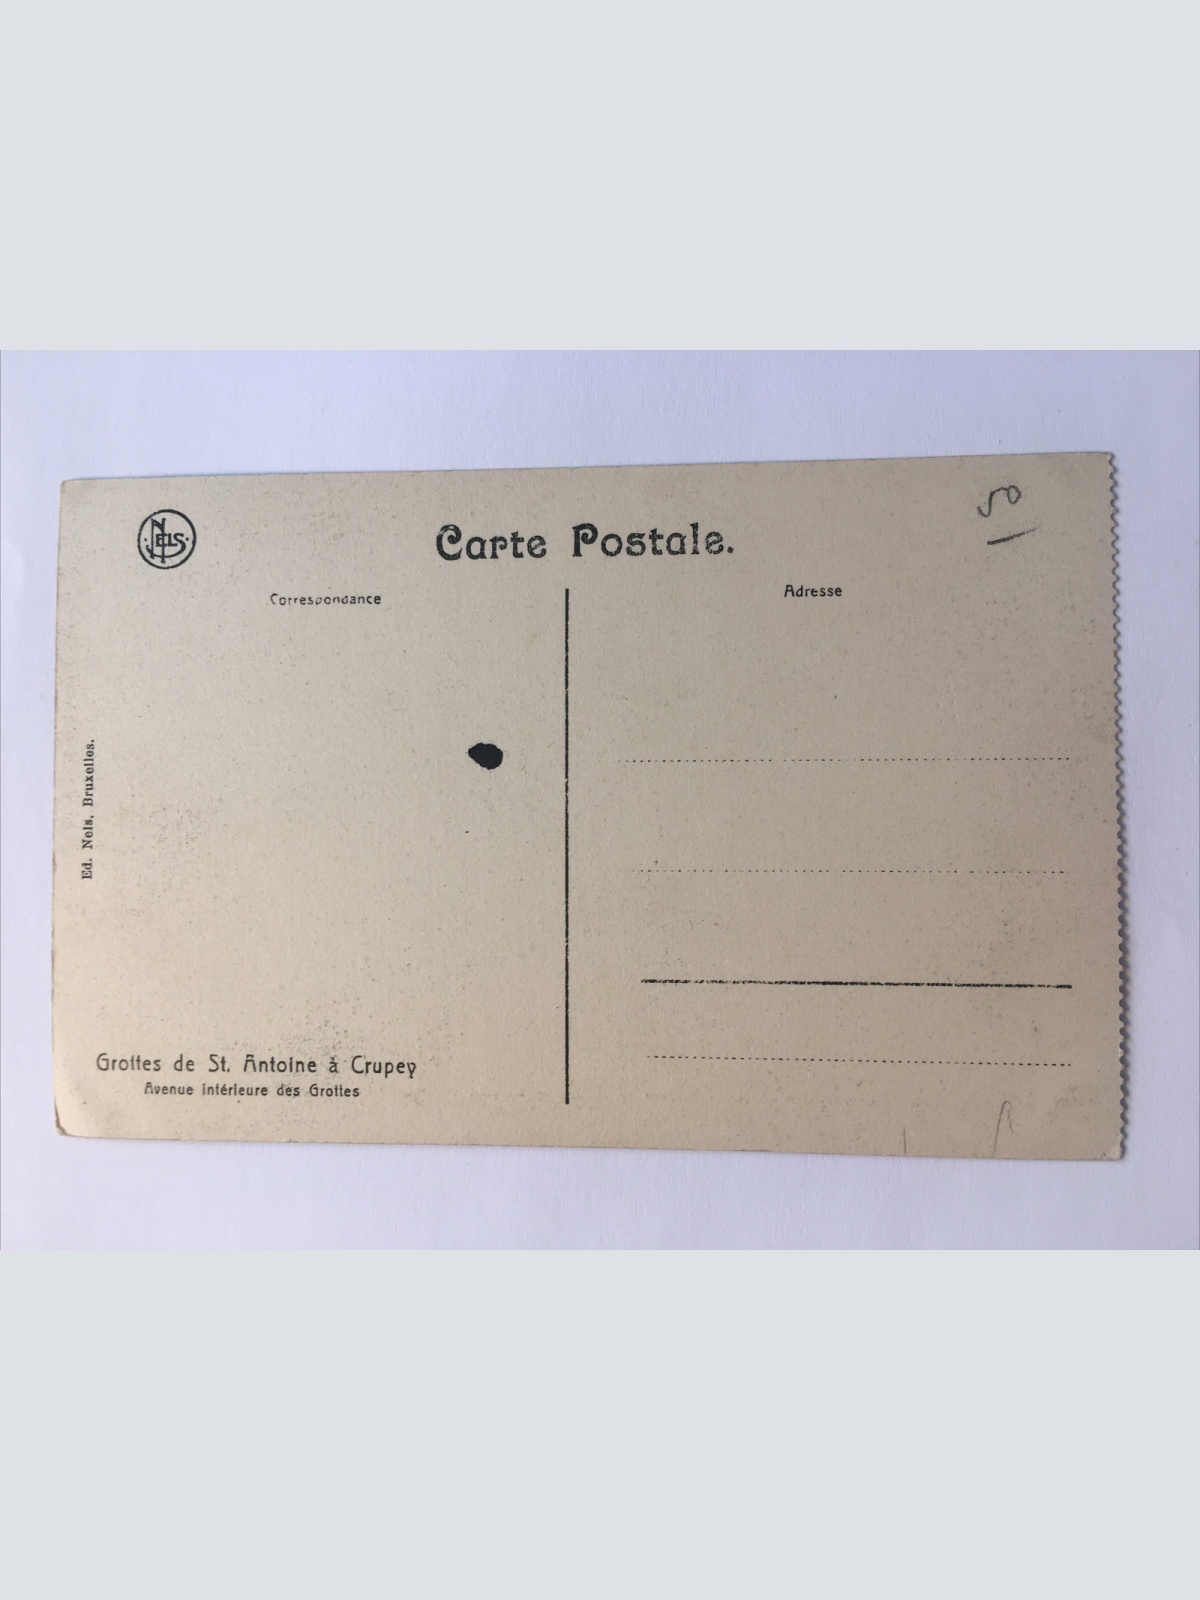 NELS
Carte Postale.
50
Correspondance
Adresse
Ed. Nels, Bruxelles.
Grottes de St. Antoine à Crupey
Avenue intérieure des Grottes